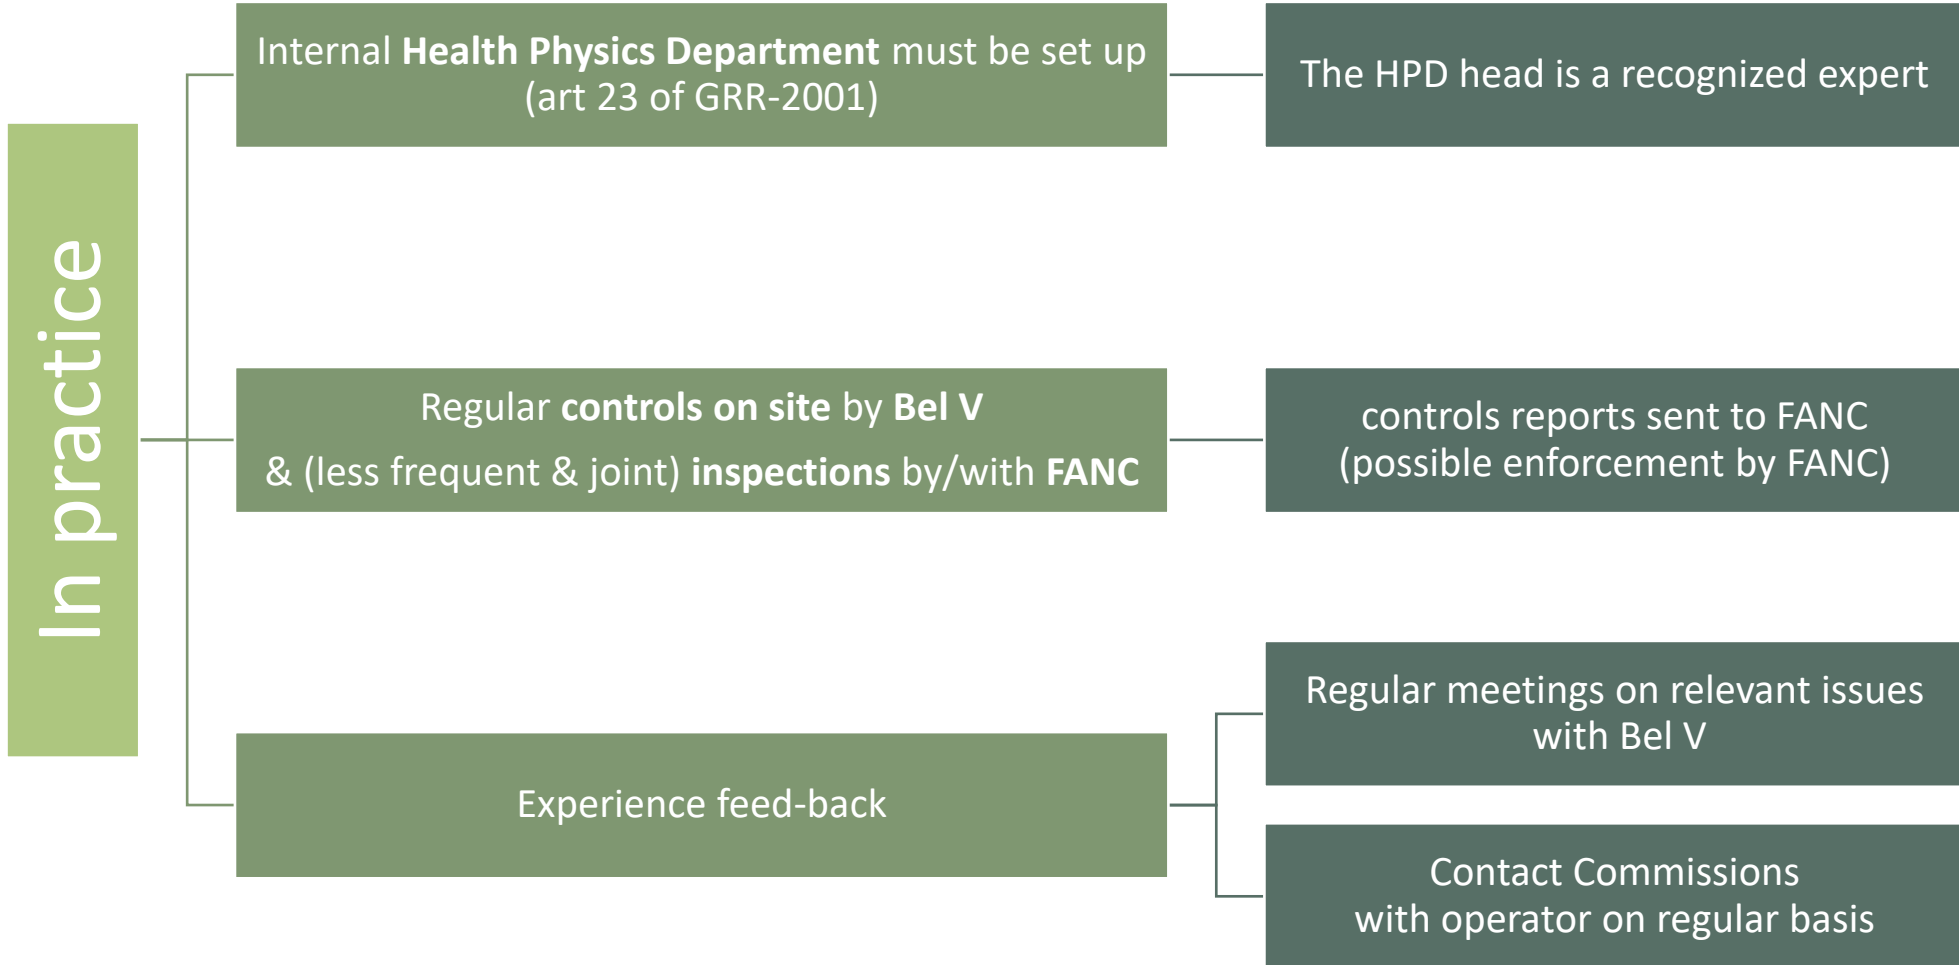 In practice
Internal Health Physics Department must be set up
(art 23 of GRR-2001)
The HPD head is a recognized expert
Regular controls on site by Bel V
& (less frequent & joint) inspections by/with FANC
controls reports sent to FANC
(possible enforcement by FANC)
Experience feed-back
Regular meetings on relevant issues
with Bel V
Contact Commissions
with operator on regular basis